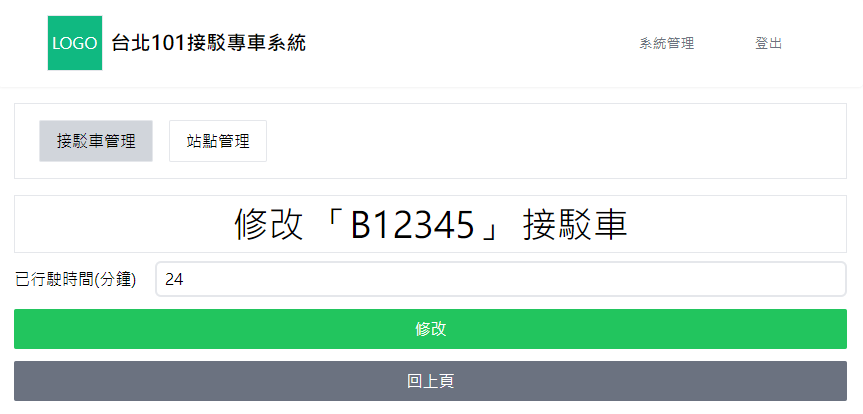 LOGO 台北101接駁專車系統 系統管理 登出
接駁車管理 站點管理
修改 「B12345」 接駁車
已行駛時間(分鐘) 24
修改
回上頁